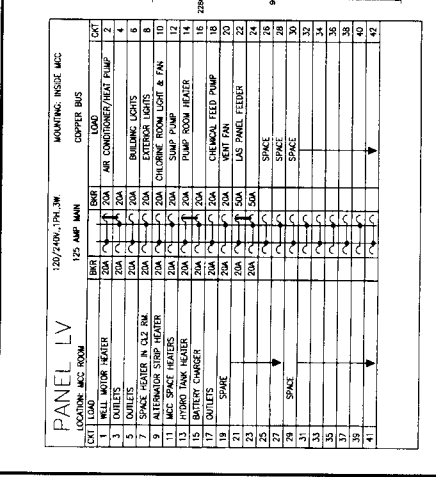 PANEL LV 120/240V.,1PH.,3W. MOUNTING: INSIDE MCC
LOCATION: MCC ROOM 125 AMP MAIN COPPER BUS
CKT LOAD BKR BKR LOAD CKT
1 WELL MOTOR HEATER 20A 20A AIR CONDITIONER/HEAT PUMP 2
3 OUTLETS 20A 20A 4
5 OUTLETS 20A 20A BUILDING LIGHTS 6
7 SPACE HEATER IN CL2 RM. 20A 20A EXTERIOR LIGHTS 8
9 ALTERNATOR STRIP HEATER 20A 20A CHLORINE ROOM LIGHT & FAN 10
11 MCC SPACE HEATERS 20A 20A SUMP PUMP 12
13 HYDRO TANK HEATER 20A 20A PUMP ROOM HEATER 14
15 BATTERY CHARGER 20A 20A 16
17 OUTLETS 20A 20A CHEMICAL FEED PUMP 18
19 SPARE 20A 20A VENT FAN 20
21 20A 50A LAS PANEL FEEDER 22
23 20A 50A 24
25 SPACE 26
27 SPACE 28
29 SPACE SPACE 30
31 32
33 34
35 36
37 38
39 40
41 42